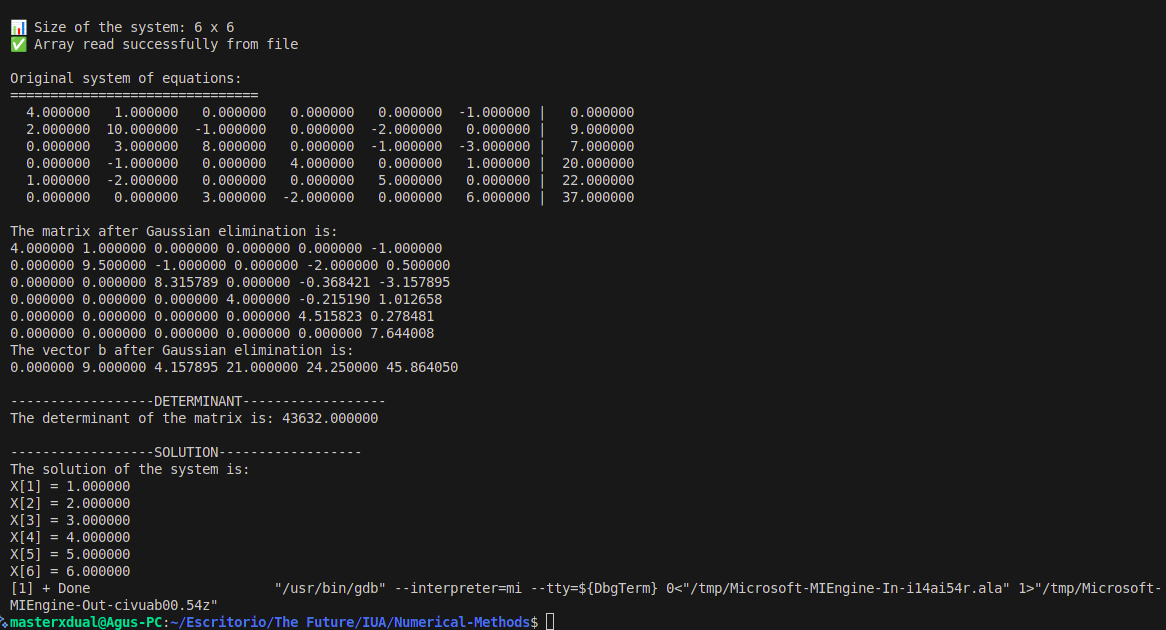 📊 Size of the system: 6 x 6
✅ Array read successfully from file
Original system of equations:
===============================
4.000000 1.000000 0.000000 0.000000 0.000000 -1.000000 | 0.000000
2.000000 10.000000 -1.000000 0.000000 -2.000000 0.000000 | 9.000000
0.000000 3.000000 8.000000 0.000000 -1.000000 -3.000000 | 7.000000
0.000000 -1.000000 0.000000 4.000000 0.000000 1.000000 | 20.000000
1.000000 -2.000000 0.000000 0.000000 5.000000 0.000000 | 22.000000
0.000000 0.000000 3.000000 -2.000000 0.000000 6.000000 | 37.000000
The matrix after Gaussian elimination is:
4.000000 1.000000 0.000000 0.000000 0.000000 -1.000000
0.000000 9.500000 -1.000000 0.000000 -2.000000 0.500000
0.000000 0.000000 8.315789 0.000000 -0.368421 -3.157895
0.000000 0.000000 0.000000 4.000000 -0.215190 1.012658
0.000000 0.000000 0.000000 0.000000 4.515823 0.278481
0.000000 0.000000 0.000000 0.000000 0.000000 7.644008
The vector b after Gaussian elimination is:
0.000000 9.000000 4.157895 21.000000 24.250000 45.864050
------------------DETERMINANT------------------
The determinant of the matrix is: 43632.000000
------------------SOLUTION------------------
The solution of the system is:
X[1] = 1.000000
X[2] = 2.000000
X[3] = 3.000000
X[4] = 4.000000
X[5] = 5.000000
X[6] = 6.000000
[1] + Done "/usr/bin/gdb" --interpreter=mi --tty=${DbgTerm} 0<"/tmp/Microsoft-MIEngine-In-i14ai54r.ala" 1>"/tmp/Microsoft-
MIEngine-Out-civuab00.54z"
masterxdual@Agus-PC:~/Escritorio/The Future/IUA/Numerical-Methods$